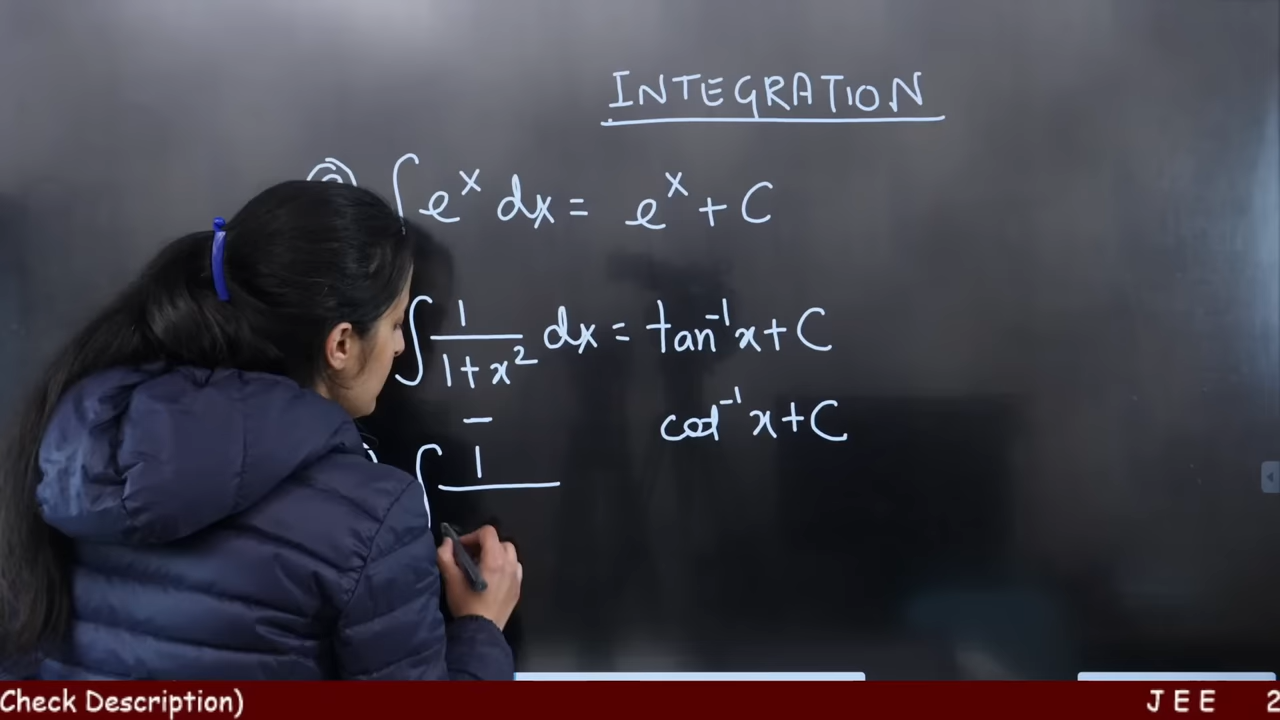 INTEGRATION
∫ eˣ dx = eˣ + C
∫ 1/(1+x²) dx = tan⁻¹x + C
− cot⁻¹x + C
∫ 1/
Check Description) JEE 2